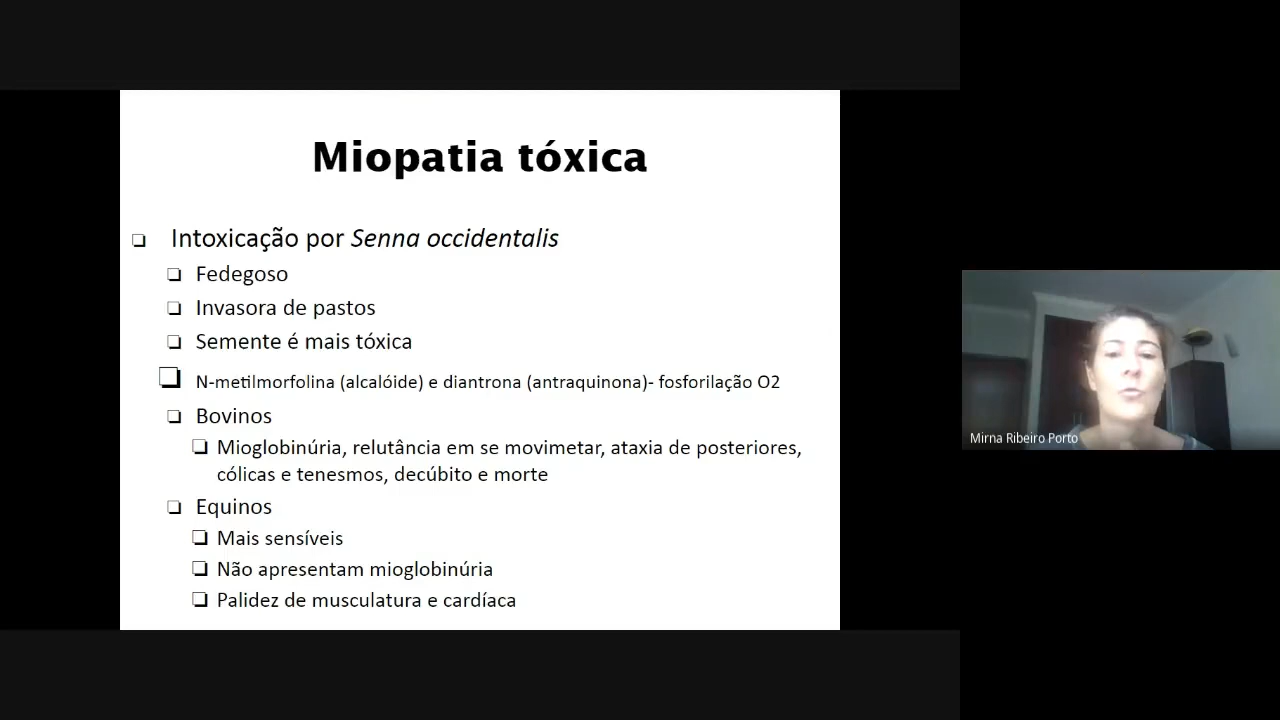 Miopatia tóxica
Intoxicação por Senna occidentalis
Fedegoso
Invasora de pastos
Semente é mais tóxica
N-metilmorfolina (alcalóide) e diantrona (antraquinona)- fosforilação O2
Bovinos
Mioglobinúria, relutância em se movimetar, ataxia de posteriores,
cólicas e tenesmos, decúbito e morte
Equinos
Mais sensíveis
Não apresentam mioglobinúria
Palidez de musculatura e cardíaca
Mirna Ribeiro Porto